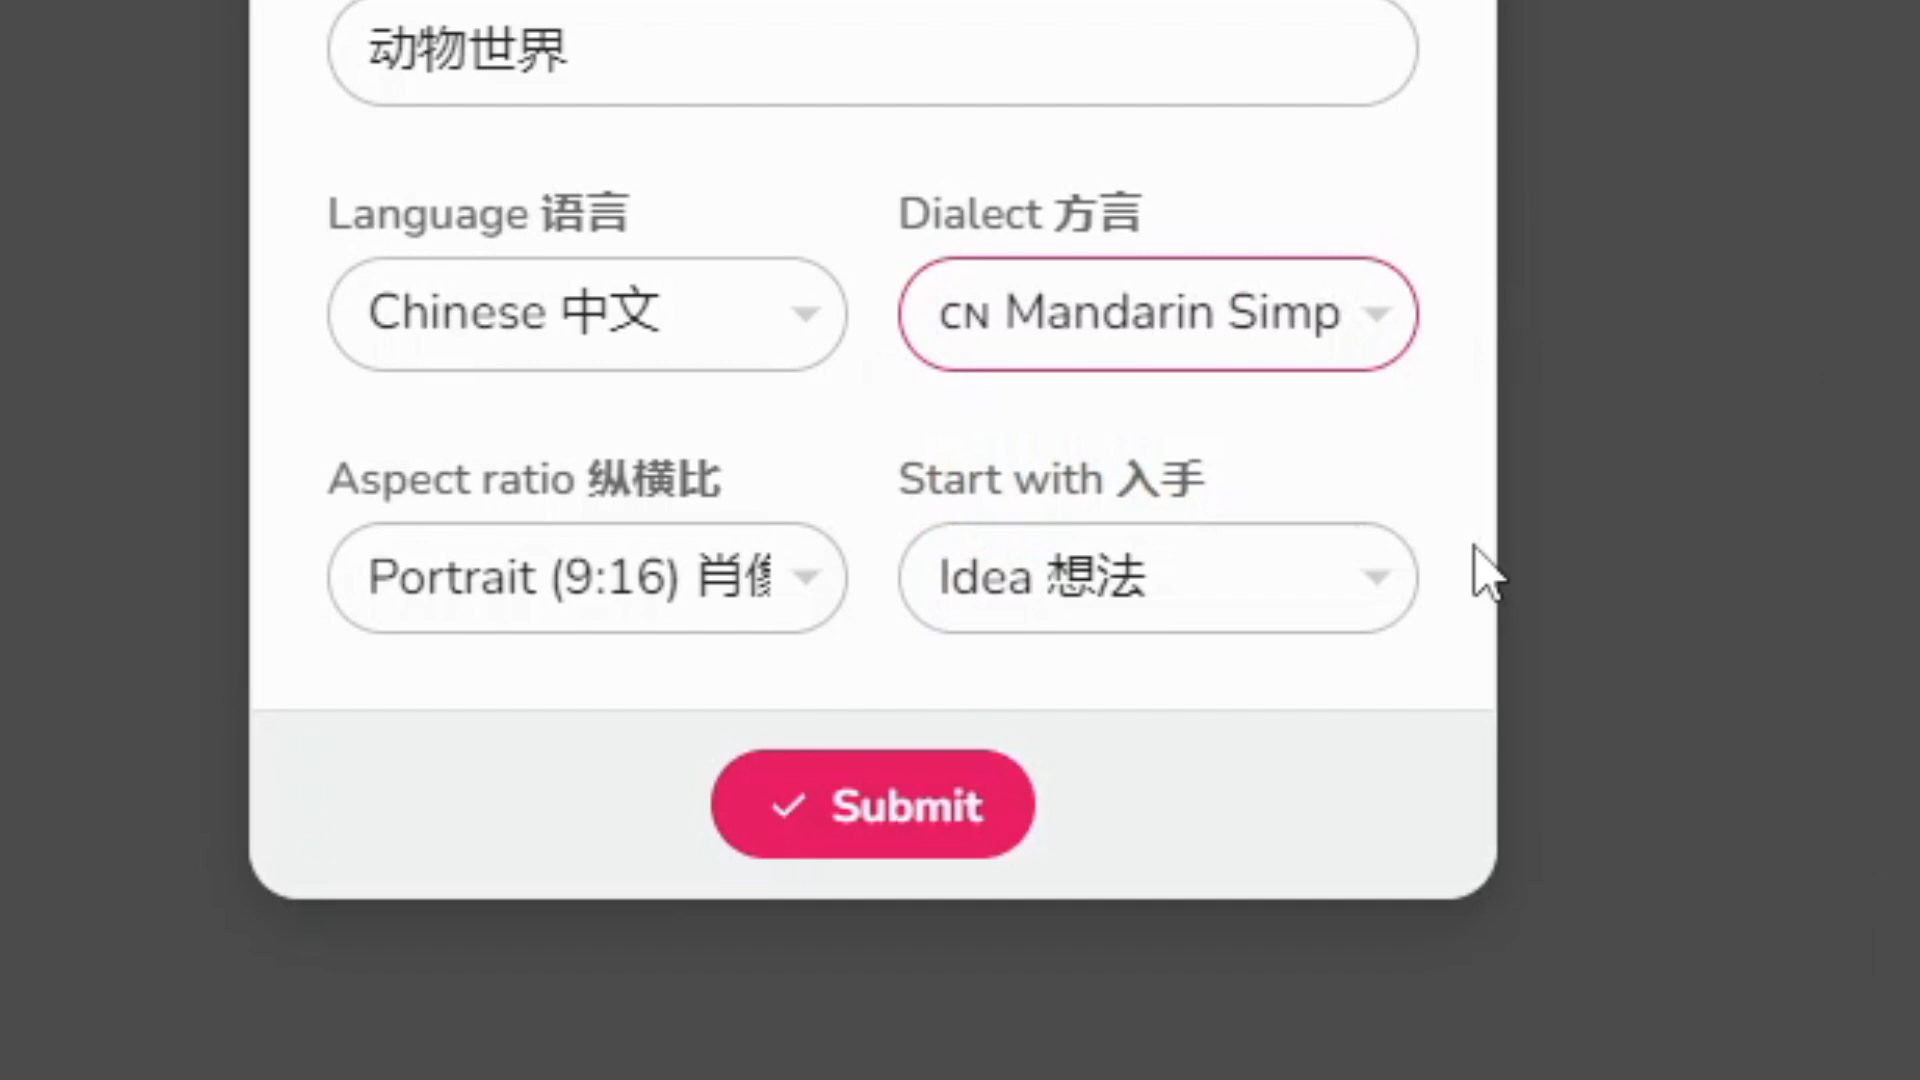 动物世界
Language 语言
Dialect 方言
Chinese 中文
CN Mandarin Simp
Aspect ratio 纵横比
Start with 入手
Portrait (9:16) 肖
Idea 想法
Submit